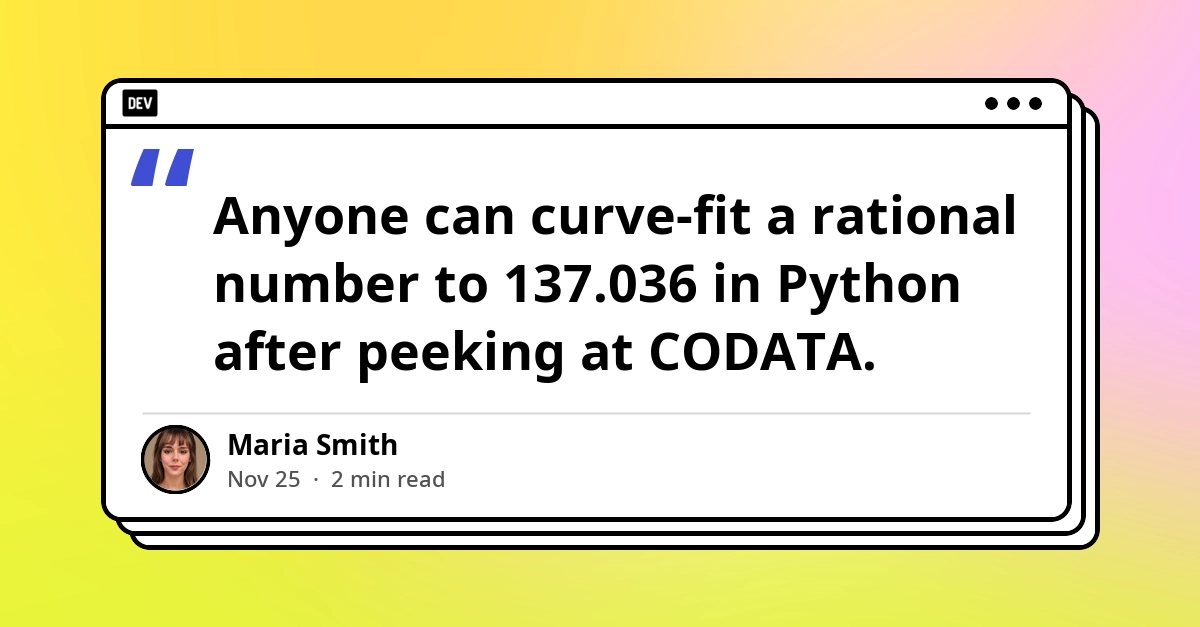 DEV
“
Anyone can curve-fit a rational
number to 137.036 in Python
after peeking at CODATA.
Maria Smith
Nov 25 · 2 min read